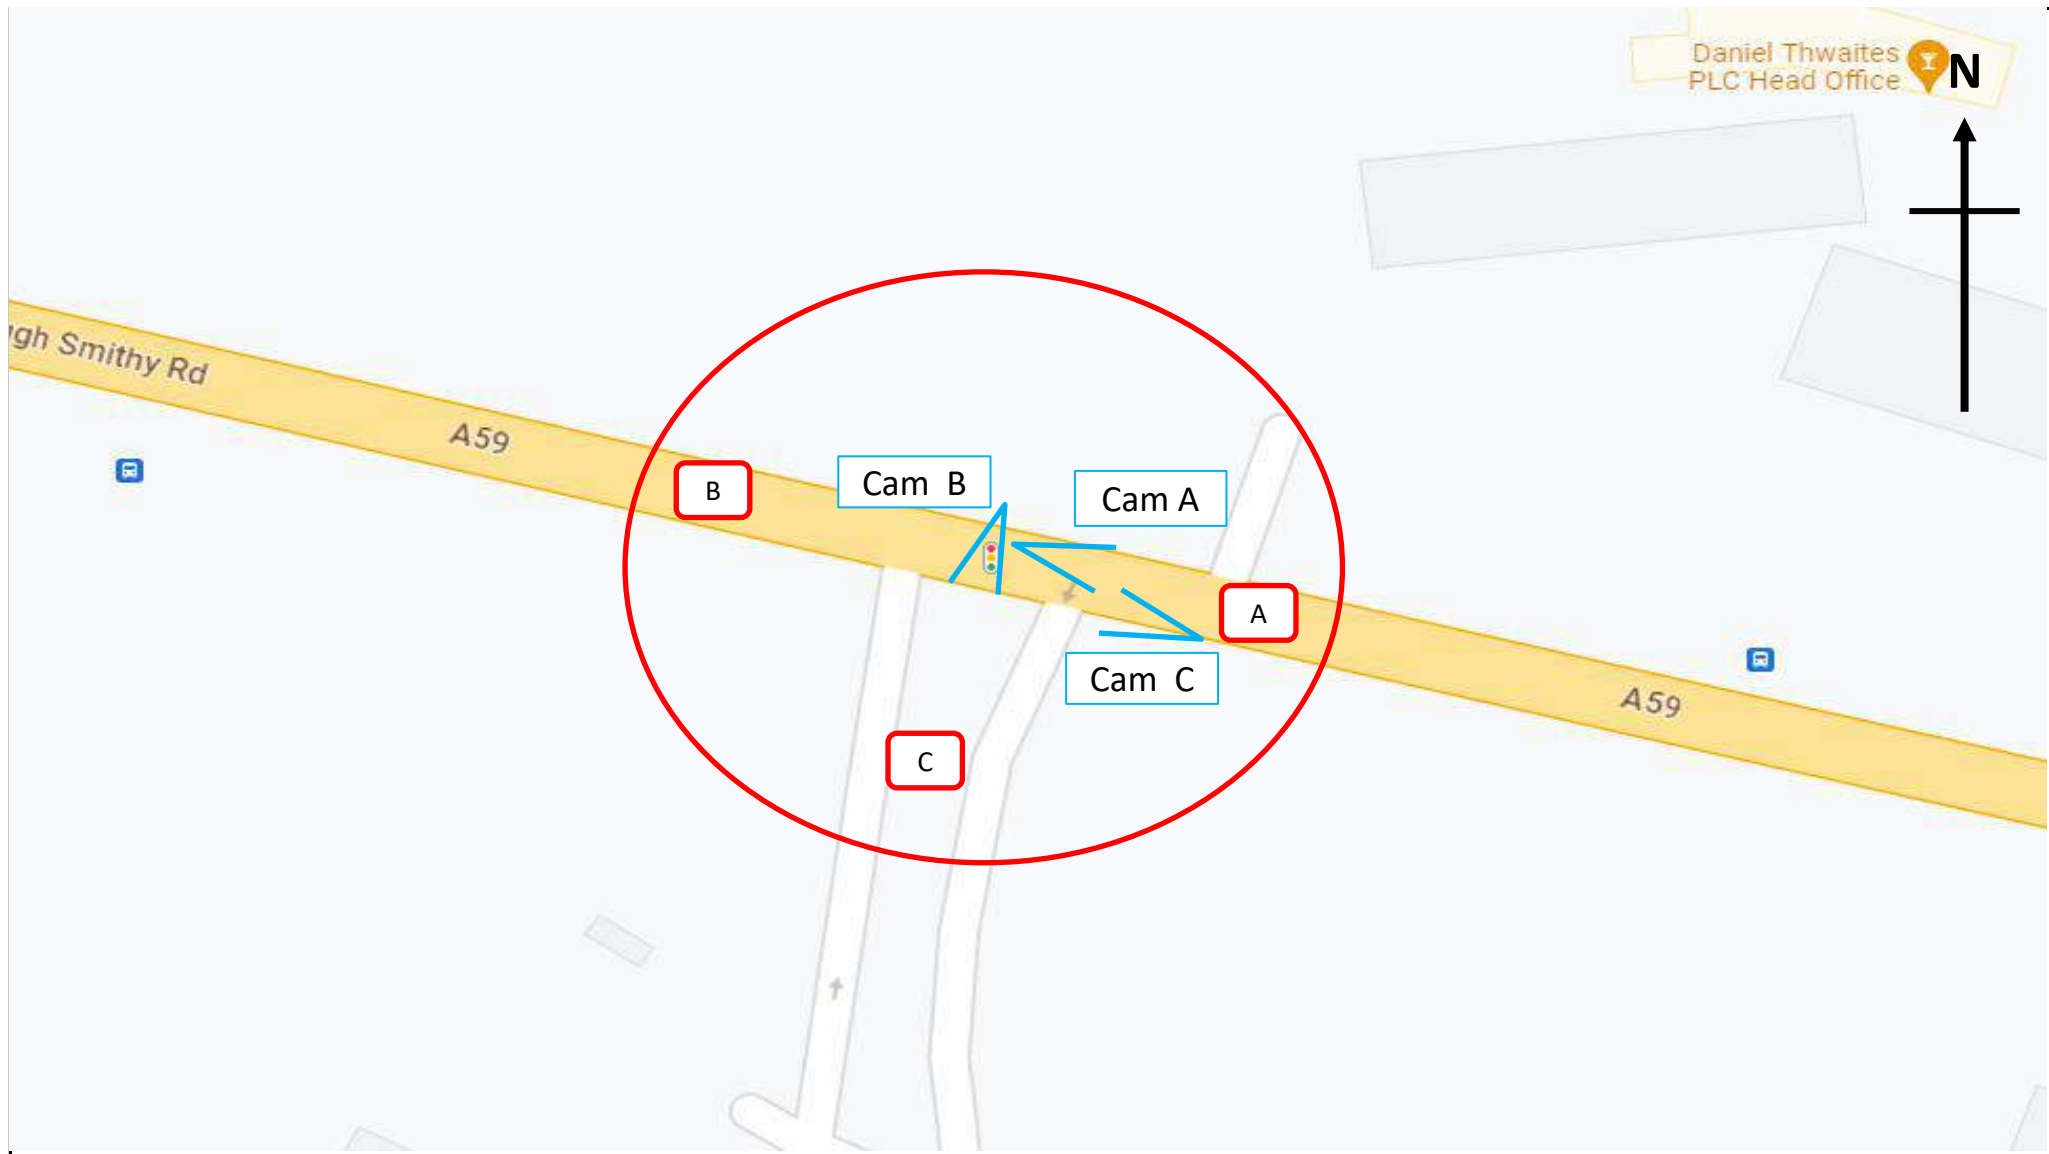 Daniel Thwaites
PLC Head Office
N
Smithy Rd
A59
B
Cam B
Cam A
A
Cam C
A59
C